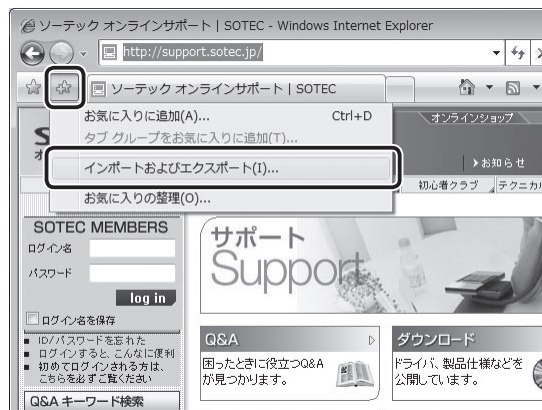 ソーテック オンラインサポート | SOTEC - Windows Internet Explorer
http://support.sotec.jp/
ソーテック オンラインサポート | SOTEC
お気に入りに追加(A)... Ctrl+D
タブ グループをお気に入りに追加(T)...
インポートおよびエクスポート(I)...
お気に入りの整理(O)...
オンラインショップ
お知らせ
初心者クラブ
SOTEC MEMBERS
ログイン名
パスワード
log in
ログイン名を保存
ID/パスワードを忘れた
ログインすると、こんなに便利
初めてログインされる方は、
こちらを必ずご覧ください
Q&A キーワード検索
サポート
Support
Q&A
困ったときに役立つQ&A
が見つかります。
ダウンロード
ドライバ、製品仕様などを
公開しています。